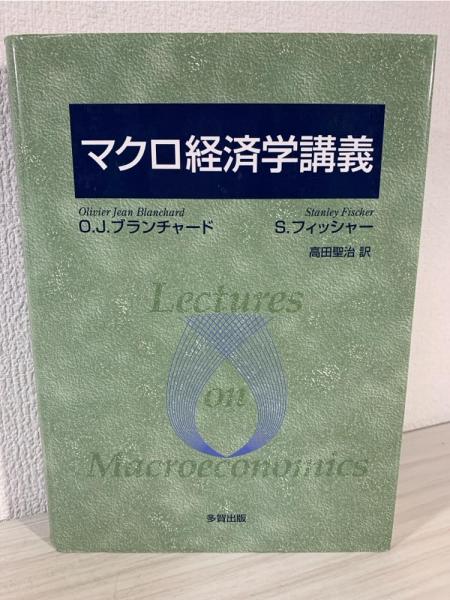 マクロ経済学講義
Olivier Jean Blanchard Stanley Fischer
O.J.ブランチャード S.フィッシャー
高田聖治 訳
Lectures
on
Macroeconomics
多賀出版